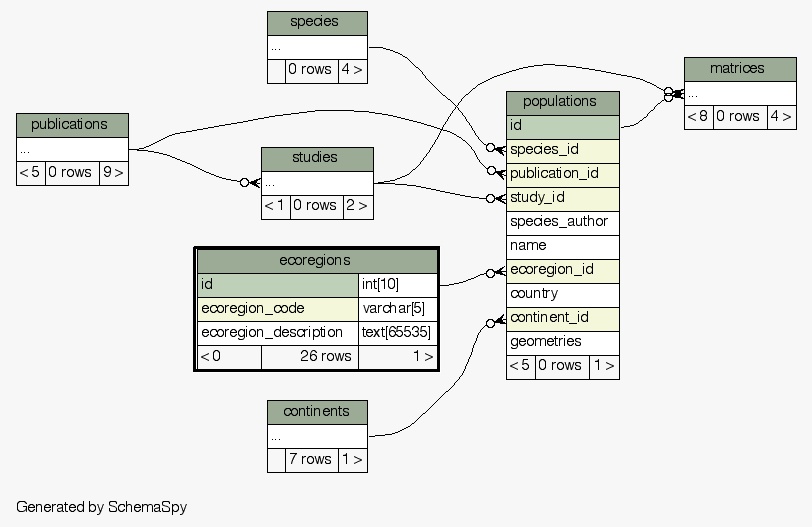 species
...
0 rows 4 >
publications
...
< 5 0 rows 9 >
studies
...
< 1 0 rows 2 >
ecoregions
id int[10]
ecoregion_code varchar[5]
ecoregion_description text[65535]
< 0 26 rows 1 >
continents
...
7 rows 1 >
populations
id
species_id
publication_id
study_id
species_author
name
ecoregion_id
country
continent_id
geometries
< 5 0 rows 1 >
matrices
...
< 8 0 rows 4 >
Generated by SchemaSpy